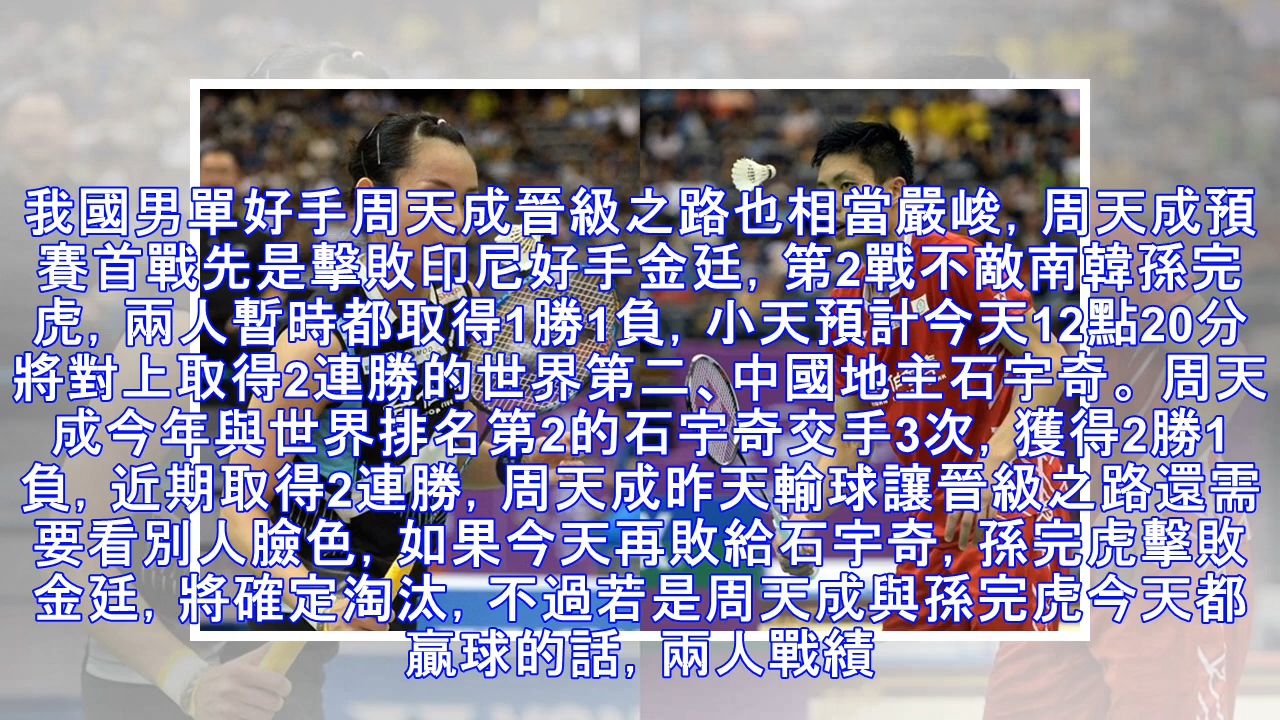 我國男單好手周天成晉級之路也相當嚴峻, 周天成預
賽首戰先是擊敗印尼好手金廷, 第2戰不敵南韓孫完
虎, 兩人暫時都取得1勝1負, 小天預計今天12點20分
將對上取得2連勝的世界第二、中國地主石宇奇。周天
成今年與世界排名第2的石宇奇交手3次, 獲得2勝1
負, 近期取得2連勝, 周天成昨天輸球讓晉級之路還需
要看別人臉色, 如果今天再敗給石宇奇, 孫完虎擊敗
金廷, 將確定淘汰, 不過若是周天成與孫完虎今天都
贏球的話, 兩人戰績